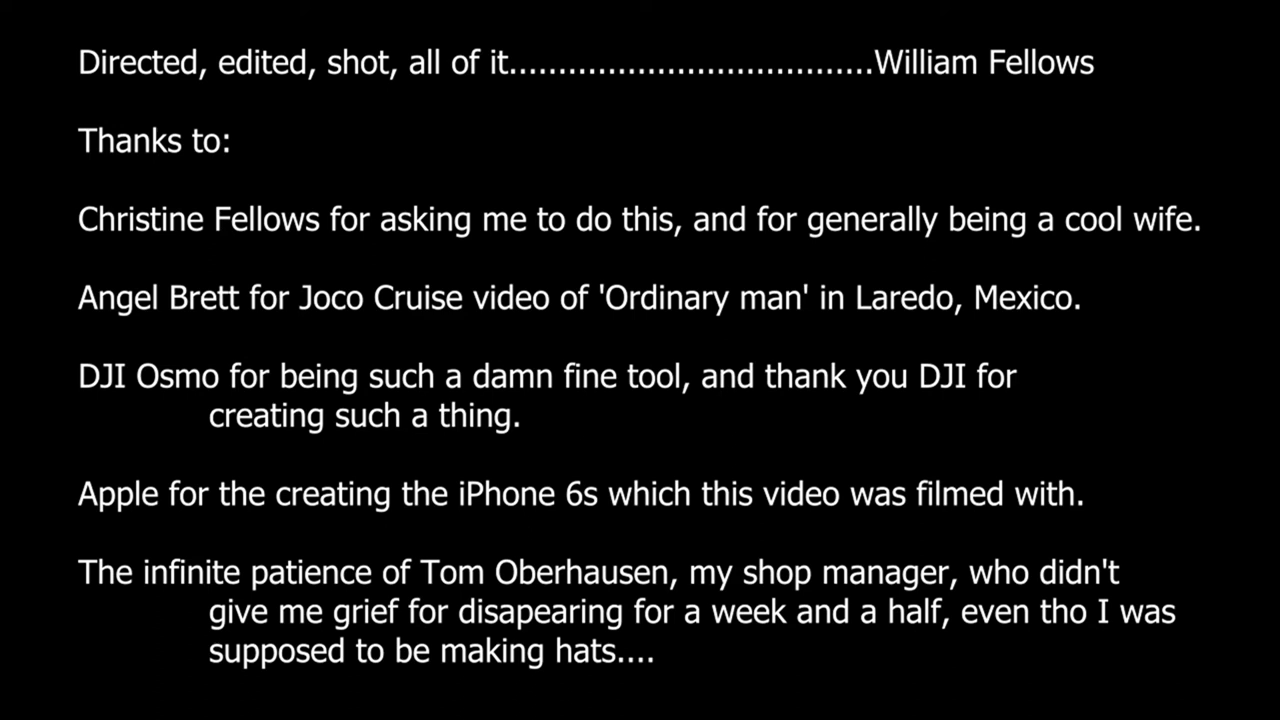 Directed, edited, shot, all of it.....................................William Fellows
Thanks to:
Christine Fellows for asking me to do this, and for generally being a cool wife.
Angel Brett for Joco Cruise video of 'Ordinary man' in Laredo, Mexico.
DJI Osmo for being such a damn fine tool, and thank you DJI for
creating such a thing.
Apple for the creating the iPhone 6s which this video was filmed with.
The infinite patience of Tom Oberhausen, my shop manager, who didn't
give me grief for disapearing for a week and a half, even tho I was
supposed to be making hats....